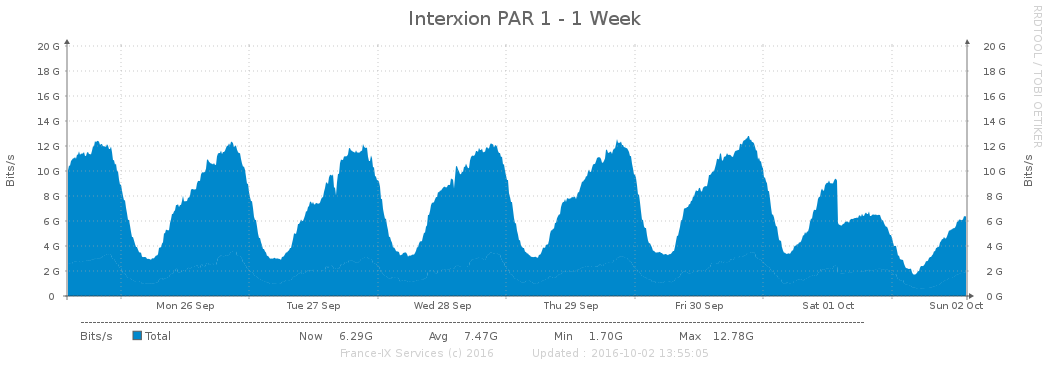 Interxion PAR 1 - 1 Week
RRDTOOL / TOBI OETIKER
20 G 20 G
18 G 18 G
16 G 16 G
14 G 14 G
12 G 12 G
10 G 10 G
8 G 8 G
6 G 6 G
4 G 4 G
2 G 2 G
0 0 G
Bits/s
Bits/s
Mon 26 Sep Tue 27 Sep Wed 28 Sep Thu 29 Sep Fri 30 Sep Sat 01 Oct Sun 02 Oct
Bits/s Total Now 6.29G Avg 7.47G Min 1.70G Max 12.78G
France-IX Services (c) 2016 Updated : 2016-10-02 13:55:05